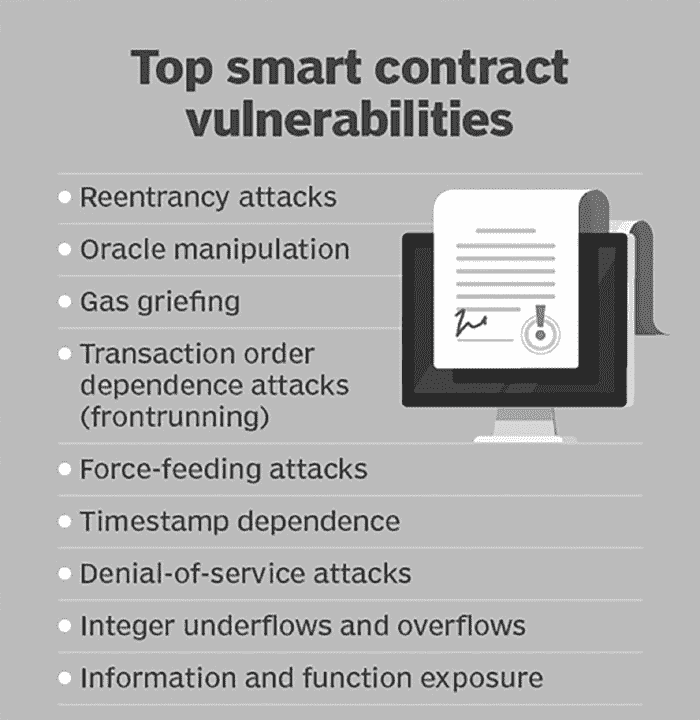 Top smart contract
vulnerabilities
Reentrancy attacks
Oracle manipulation
Gas griefing
Transaction order
dependence attacks
(frontrunning)
Force-feeding attacks
Timestamp dependence
Denial-of-service attacks
Integer underflows and overflows
Information and function exposure